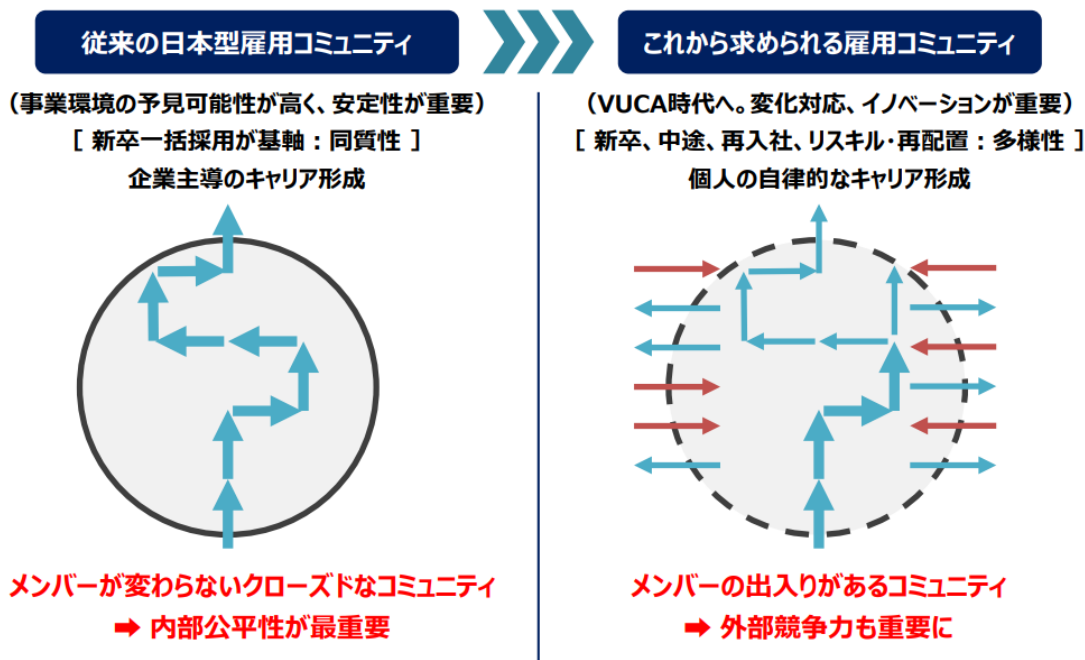 従来の日本型雇用コミュニティ
(事業環境の予見可能性が高く、安定性が重要)
[ 新卒一括採用が基軸:同質性 ]
企業主導のキャリア形成
メンバーが変わらないクローズドなコミュニティ
➡ 内部公平性が最重要
これから求められる雇用コミュニティ
(VUCA時代へ。変化対応、イノベーションが重要)
[ 新卒、中途、再入社、リスキル・再配置:多様性 ]
個人の自律的なキャリア形成
メンバーの出入りがあるコミュニティ
➡ 外部競争力も重要に